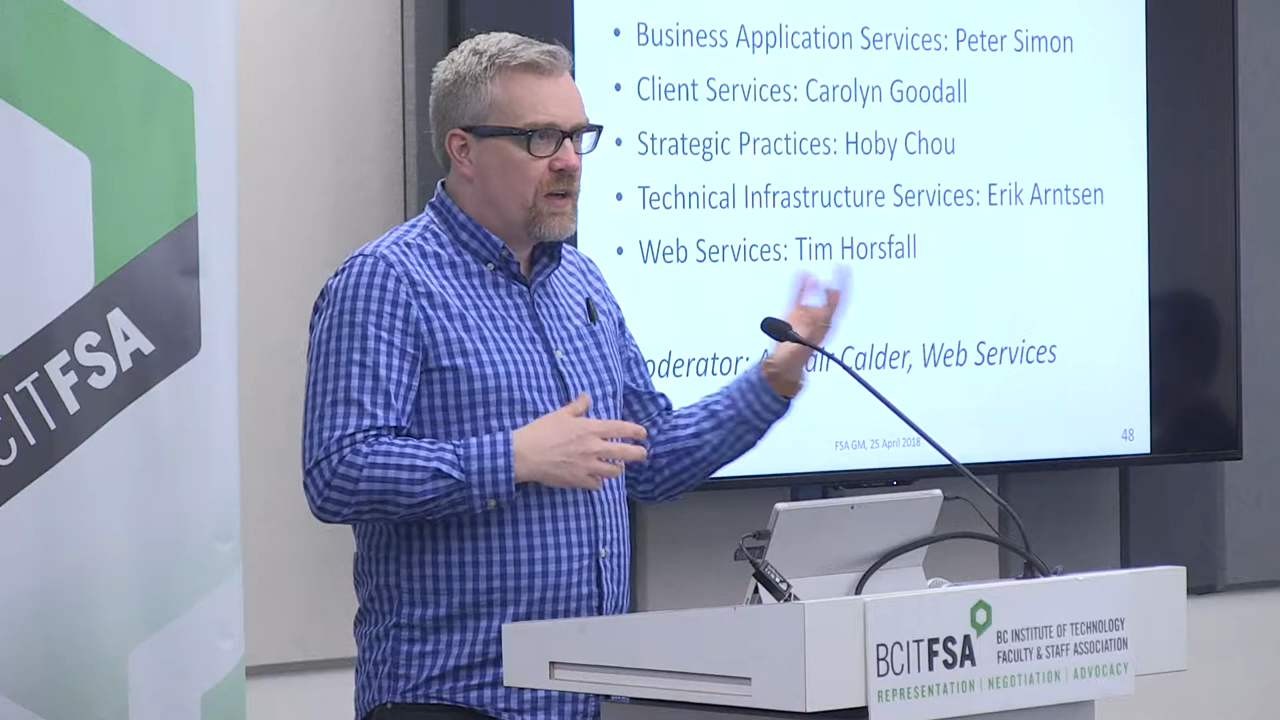 • Business Application Services: Peter Simon
• Client Services: Carolyn Goodall
• Strategic Practices: Hoby Chou
• Technical Infrastructure Services: Erik Arntsen
• Web Services: Tim Horsfall
Calder, Web Services
FSA GM, 25 April 2018
48
CITFSA
BCITFSA
BC INSTITUTE OF TECHNOLOGY
FACULTY & STAFF ASSOCIATION
REPRESENTATION | NEGOTIATION | ADVOCACY